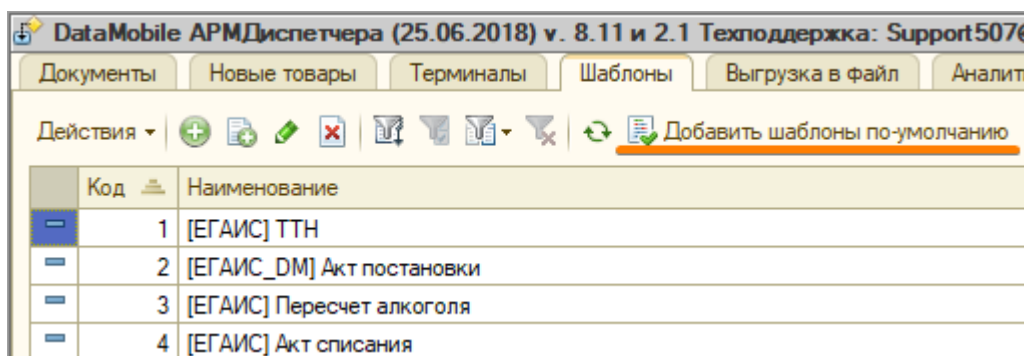 DataMobile АРМДиспетчера (25.06.2018) v. 8.11 и 2.1 Техподдержка: Support507@
Документы Новые товары Терминалы Шаблоны Выгрузка в файл Аналит
Действия Добавить шаблоны по-умолчанию
Код Наименование
1 [ЕГАИС] ТТН
2 [ЕГАИС_DM] Акт постановки
3 [ЕГАИС] Пересчет алкоголя
4 [ЕГАИС] Акт списания